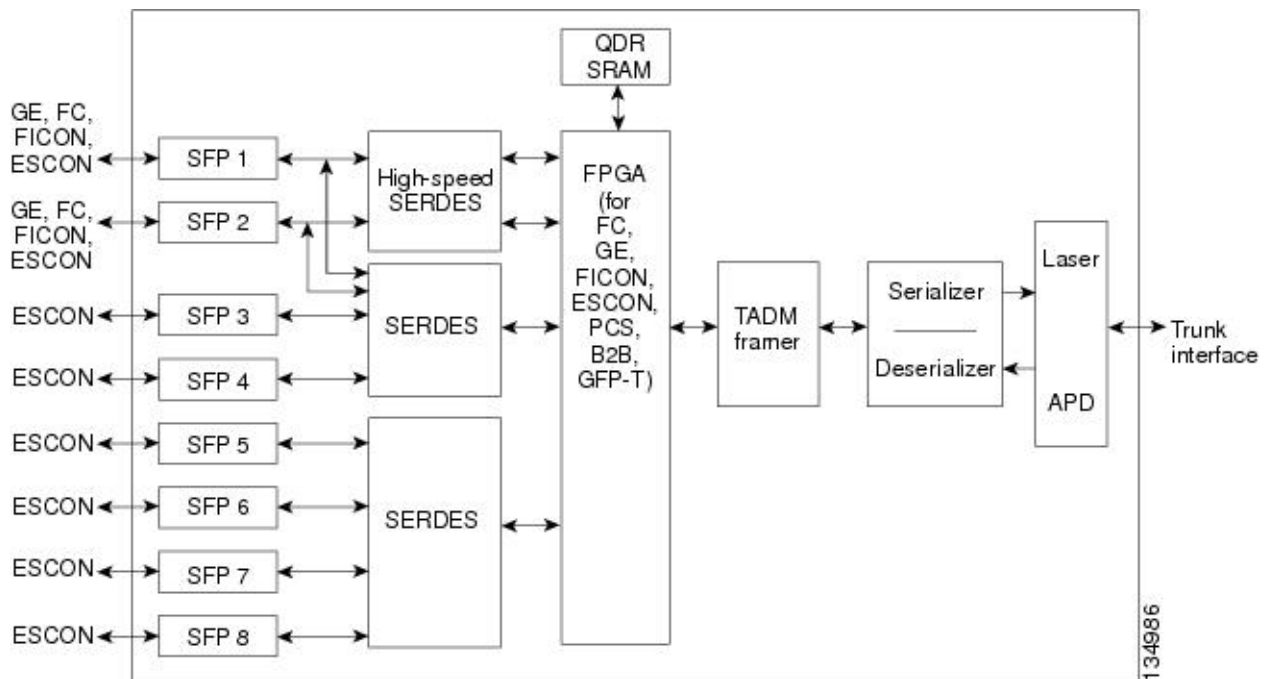 QDR
SRAM
GE, FC,
FICON,
ESCON
SFP 1
High-speed
SERDES
FPGA
(for
FC,
GE,
FICON,
ESCON,
PCS,
B2B,
GFP-T)
GE, FC,
FICON,
ESCON
SFP 2
ESCON
SFP 3
SERDES
ESCON
SFP 4
TADM
framer
Serializer
Deserializer
Laser
APD
Trunk
interface
ESCON
SFP 5
ESCON
SFP 6
SERDES
ESCON
SFP 7
ESCON
SFP 8
134986